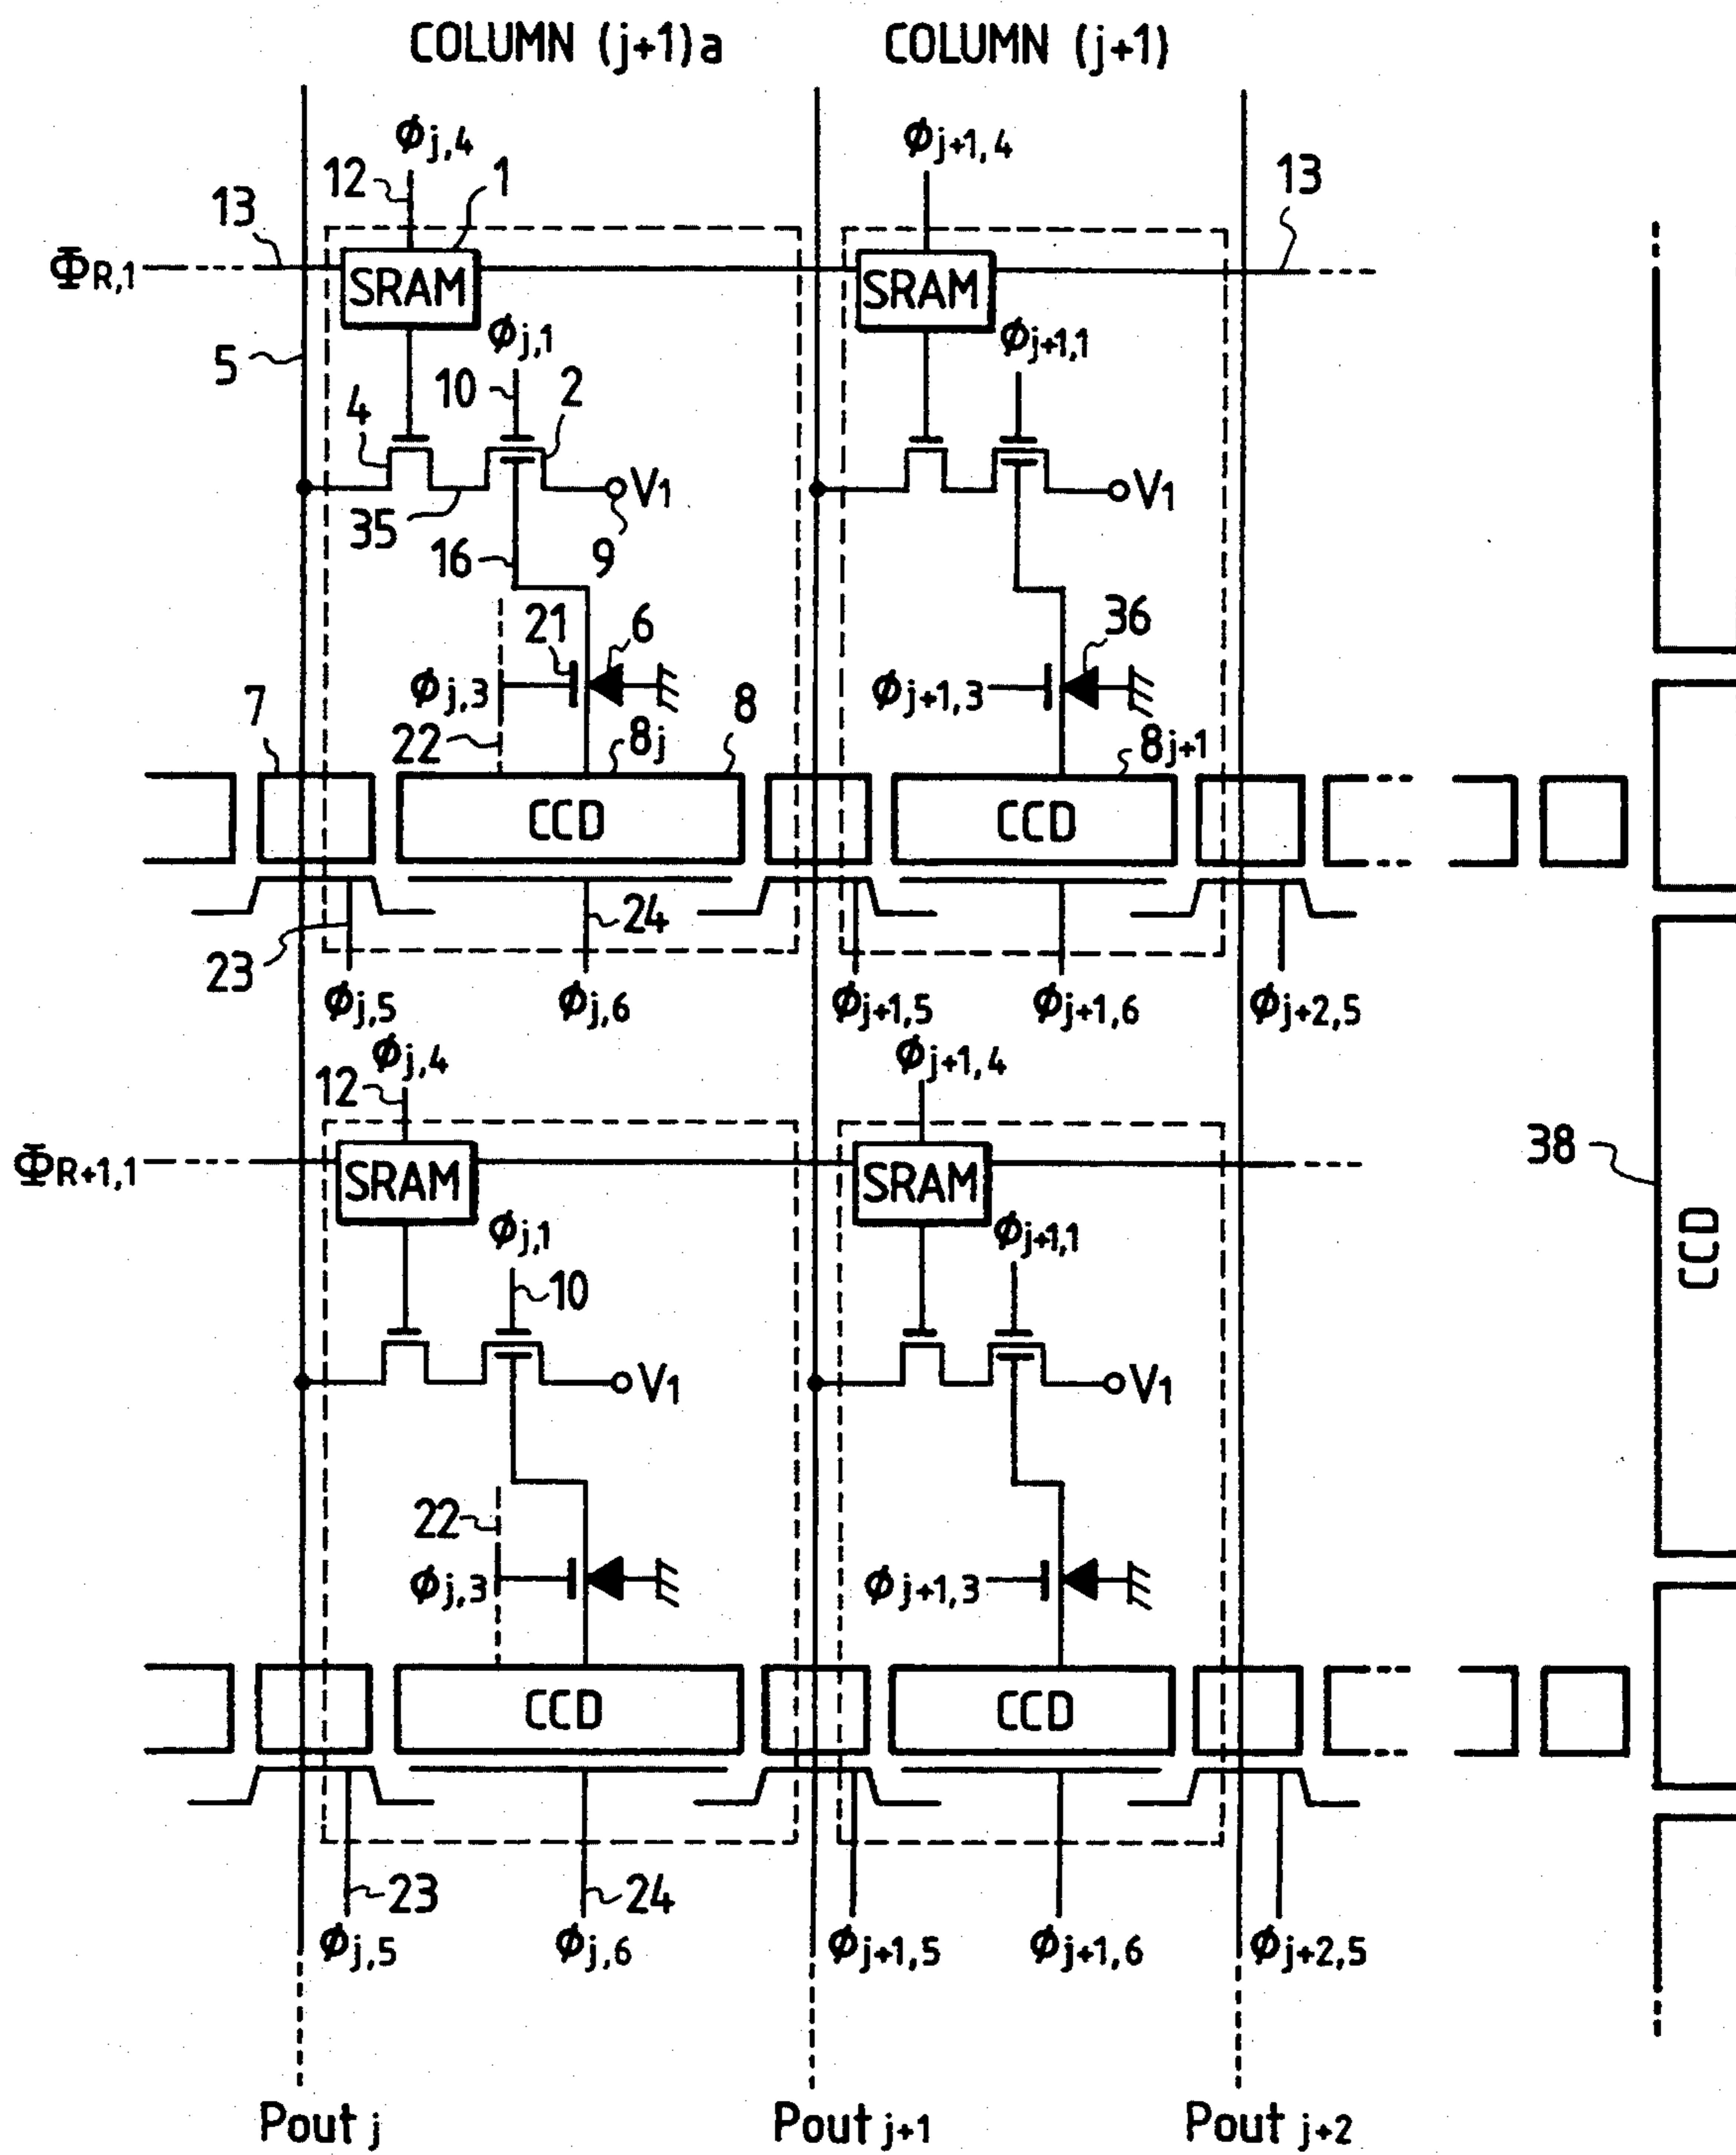 COLUMN (j+1)a COLUMN (j+1)
ϕj,4 ϕj+1,4
12 1 13
13
ΦR,1 SRAM SRAM
ϕj,1 ϕj+1,1
5 10 2
4
V1 V1
35
16 9
21 6 36
ϕj,3 ϕj+1,3
7 22 8j 8 8j+1
CCD CCD
24
23
ϕj,5 ϕj,6 ϕj+1,5 ϕj+1,6 ϕj+2,5
ϕj,4 ϕj+1,4
12
38
ΦR+1,1 SRAM SRAM
ϕj,1 ϕj+1,1
CCD
10
V1 V1
22
ϕj,3 ϕj+1,3
CCD CCD
23 24
ϕj,5 ϕj,6 ϕj+1,5 ϕj+1,6 ϕj+2,5
Pout j Pout j+1 Pout j+2